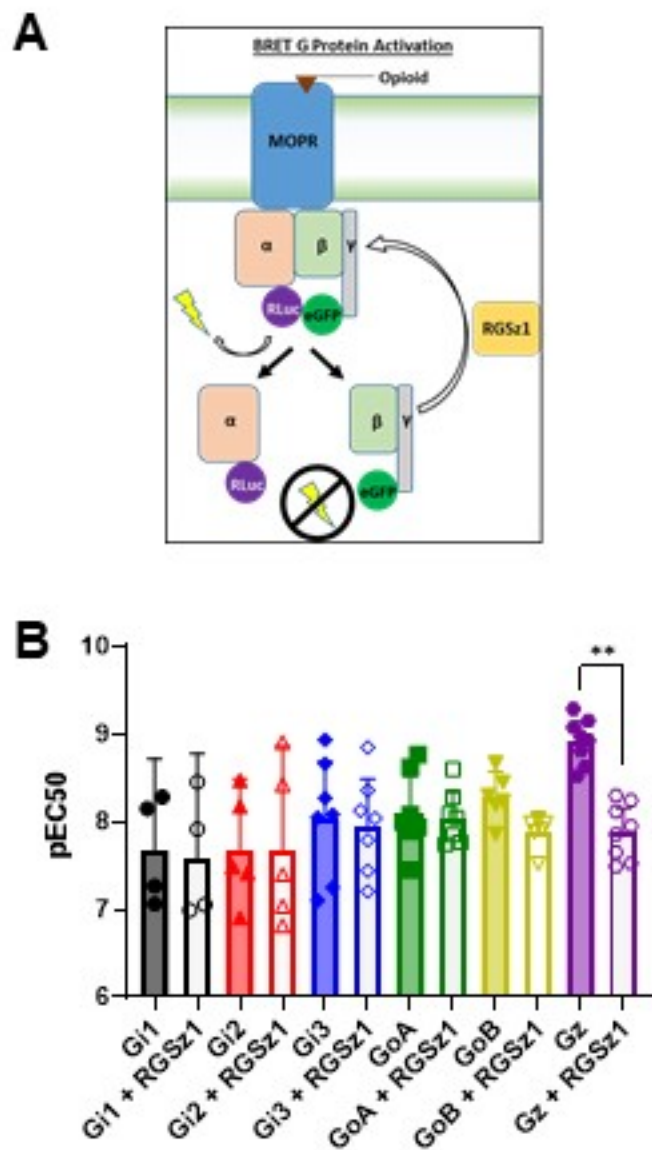 A
BRET G Protein Activation
Opioid
MOPR
α
β
γ
RLuc
eGFP
RGSz1
α
β
γ
RLuc
eGFP
B
**
pEC50
10
9
8
7
6
Gi1
Gi1 + RGSz1
Gi2
Gi2 + RGSz1
Gi3
Gi3 + RGSz1
GoA
GoA + RGSz1
GoB
GoB + RGSz1
Gz
Gz + RGSz1